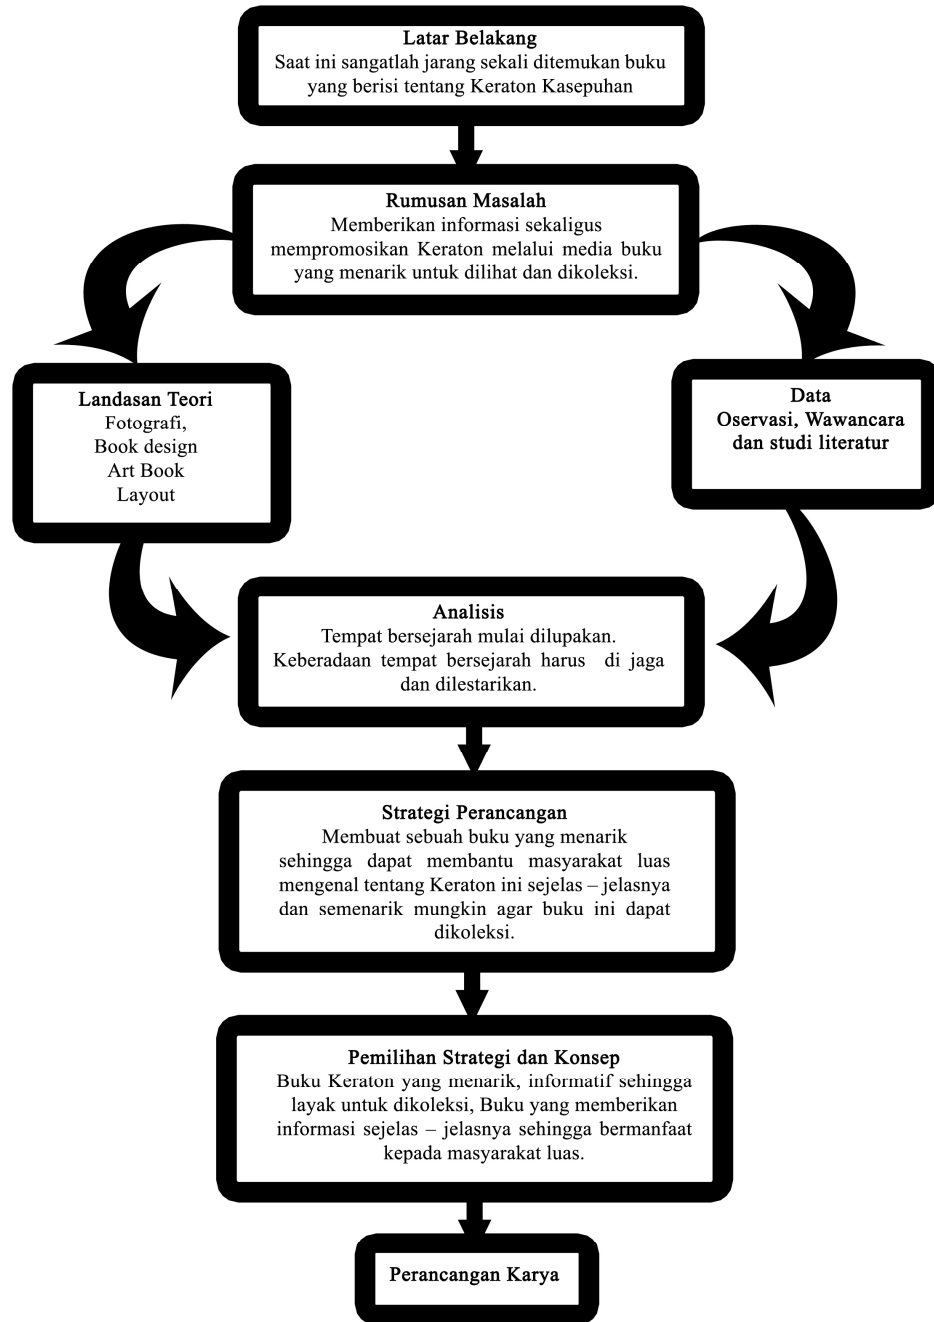 Latar Belakang
Saat ini sangatlah jarang sekali ditemukan buku
yang berisi tentang Keraton Kasepuhan
Rumusan Masalah
Memberikan informasi sekaligus
mempromosikan Keraton melalui media buku
yang menarik untuk dilihat dan dikoleksi.
Landasan Teori
Fotografi,
Book design
Art Book
Layout
Data
Oservasi, Wawancara
dan studi literatur
Analisis
Tempat bersejarah mulai dilupakan.
Keberadaan tempat bersejarah harus di jaga
dan dilestarikan.
Strategi Perancangan
Membuat sebuah buku yang menarik
sehingga dapat membantu masyarakat luas
mengenal tentang Keraton ini sejelas – jelasnya
dan semenarik mungkin agar buku ini dapat
dikoleksi.
Pemilihan Strategi dan Konsep
Buku Keraton yang menarik, informatif sehingga
layak untuk dikoleksi, Buku yang memberikan
informasi sejelas – jelasnya sehingga bermanfaat
kepada masyarakat luas.
Perancangan Karya